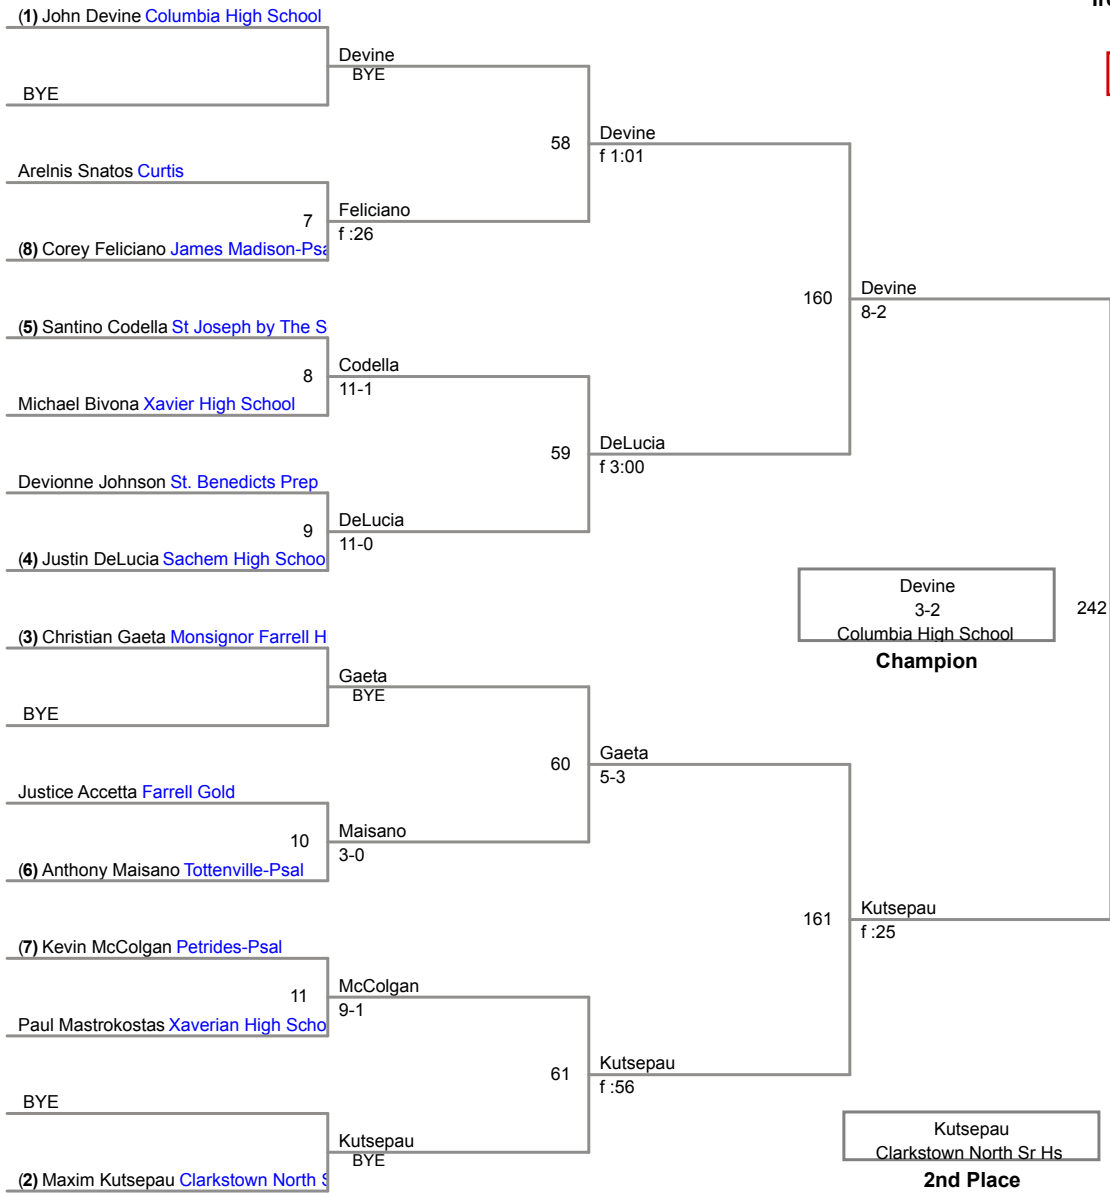 (1) John Devine Columbia High School
Devine
BYE
BYE
58
Devine
f 1:01
Arelnis Snatos Curtis
7
Feliciano
f :26
(8) Corey Feliciano James Madison-Psa
160
Devine
8-2
(5) Santino Codella St Joseph by The S
8
Codella
11-1
Michael Bivona Xavier High School
59
DeLucia
f 3:00
Devionne Johnson St. Benedicts Prep
9
DeLucia
11-0
(4) Justin DeLucia Sachem High Schoo
Devine
3-2
Columbia High School
Champion
242
(3) Christian Gaeta Monsignor Farrell H
Gaeta
BYE
BYE
60
Gaeta
5-3
Justice Accetta Farrell Gold
10
Maisano
3-0
(6) Anthony Maisano Tottenville-Psal
161
Kutsepau
f :25
(7) Kevin McColgan Petrides-Psal
11
McColgan
9-1
Paul Mastrokostas Xaverian High Scho
61
Kutsepau
f :56
BYE
Kutsepau
BYE
(2) Maxim Kutsepau Clarkstown North S
Kutsepau
Clarkstown North Sr Hs
2nd Place